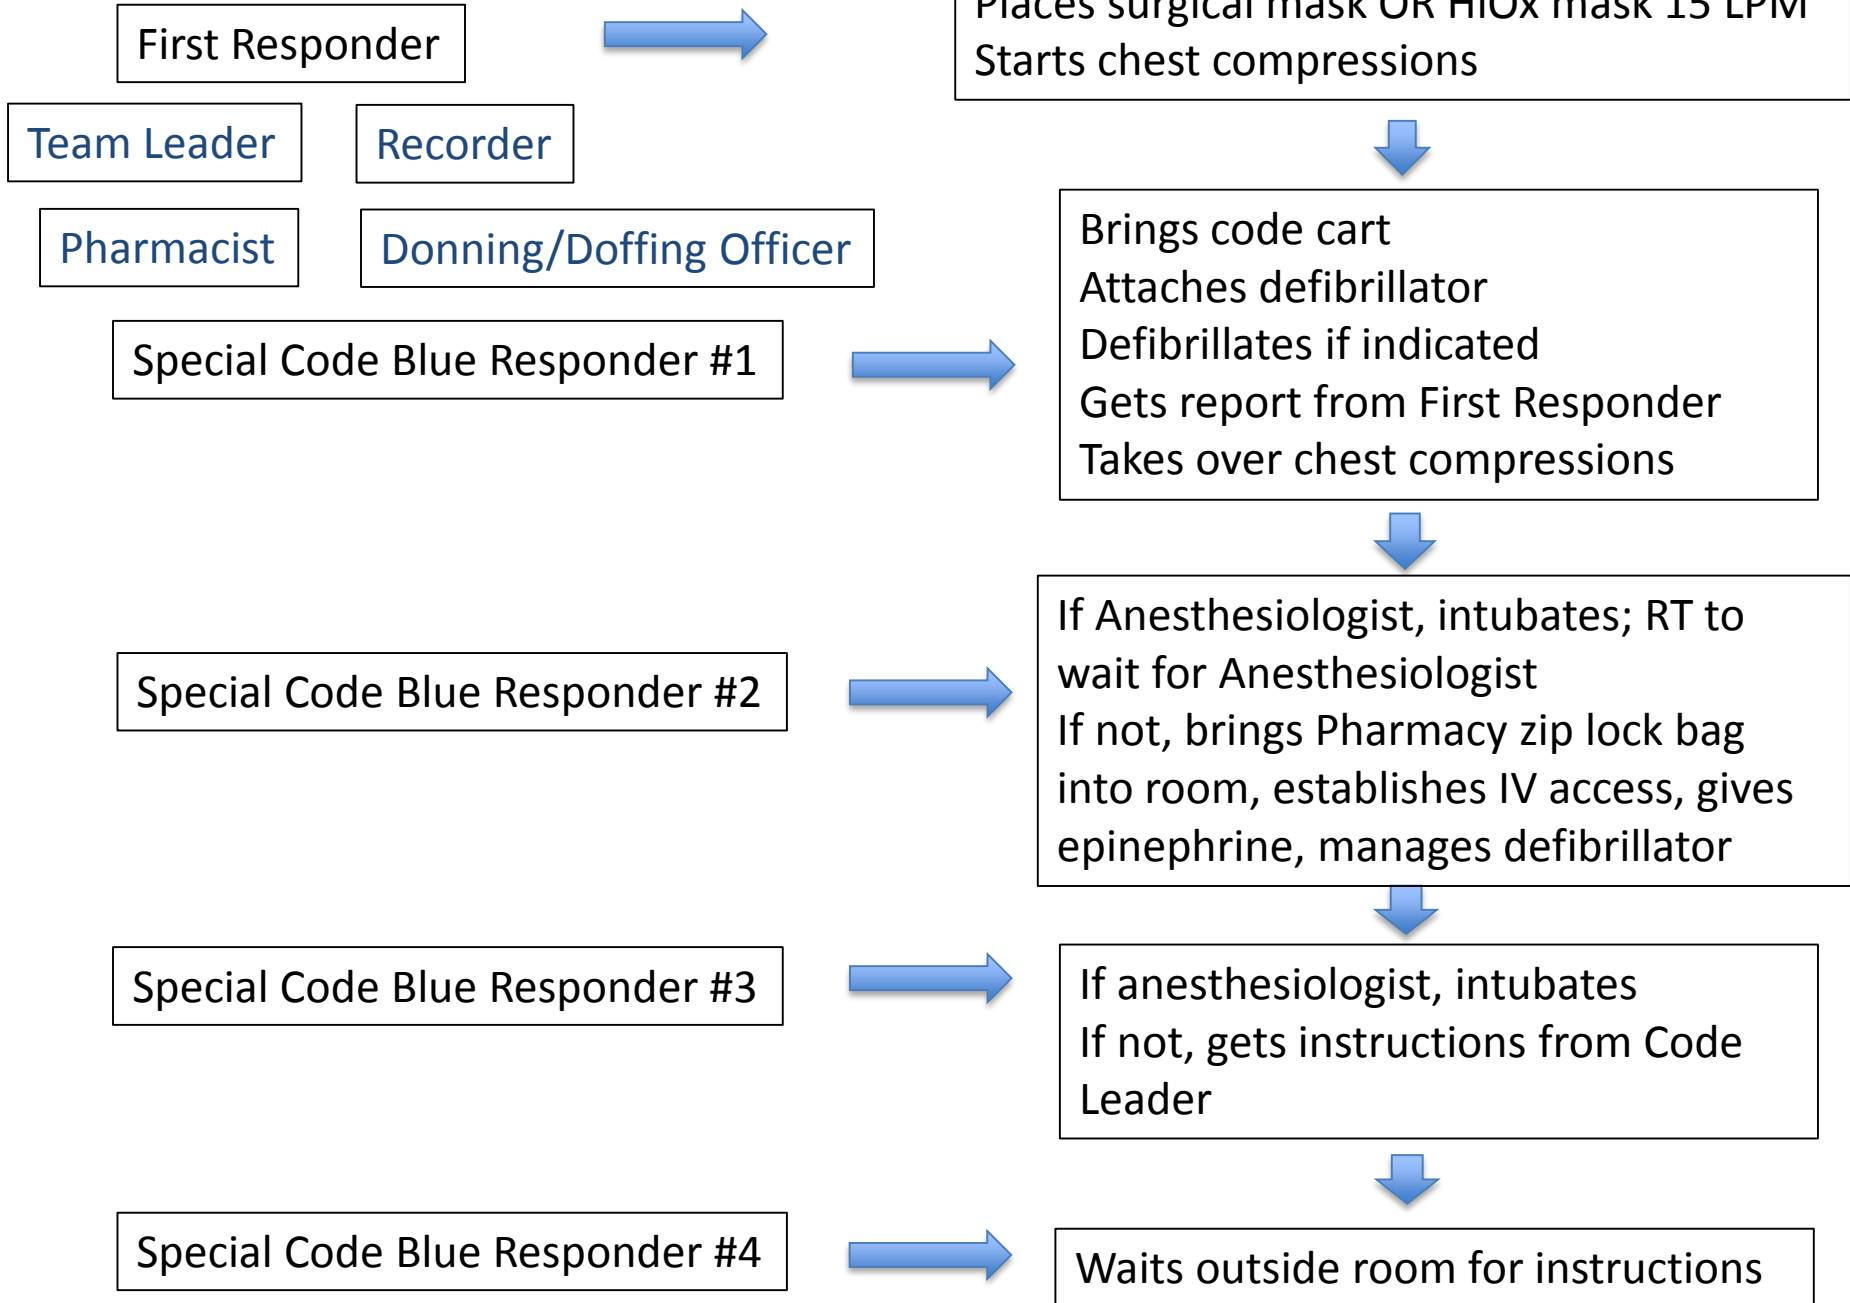 Places surgical mask OR HiOx mask 15 LPM
First Responder
Starts chest compressions
Team Leader
Recorder
Pharmacist
Donning/Doffing Officer
Brings code cart
Attaches defibrillator
Defibrillates if indicated
Gets report from First Responder
Takes over chest compressions
Special Code Blue Responder #1
If Anesthesiologist, intubates; RT to
wait for Anesthesiologist
If not, brings Pharmacy zip lock bag
into room, establishes IV access, gives
epinephrine, manages defibrillator
Special Code Blue Responder #2
Special Code Blue Responder #3
If anesthesiologist, intubates
If not, gets instructions from Code
Leader
Special Code Blue Responder #4
Waits outside room for instructions